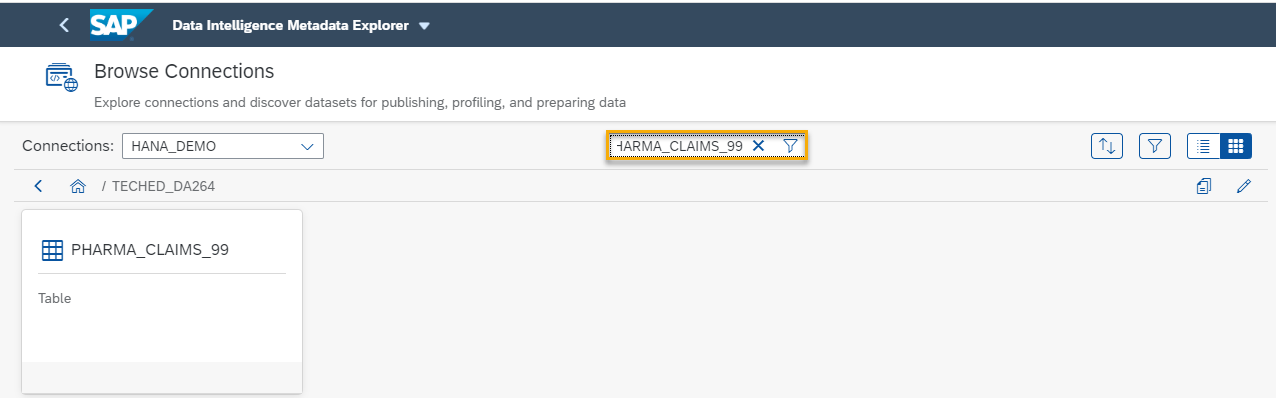 SAP Data Intelligence Metadata Explorer
Browse Connections
Explore connections and discover datasets for publishing, profiling, and preparing data
Connections: HANA_DEMO HARMA_CLAIMS_99
/ TECHED_DA264
PHARMA_CLAIMS_99
Table